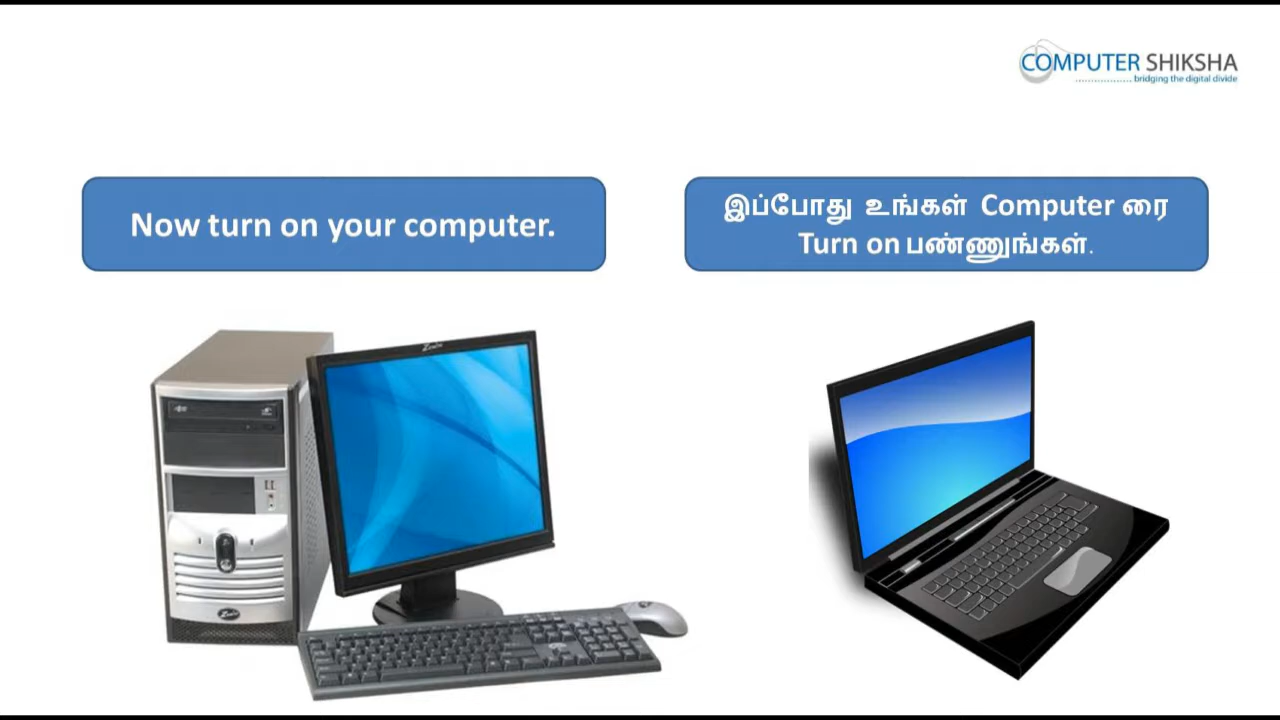 COMPUTER SHIKSHA
bridging the digital divide
Now turn on your computer.
இப்போது உங்கள் Computer ரை
Turn on பண்ணுங்கள்.